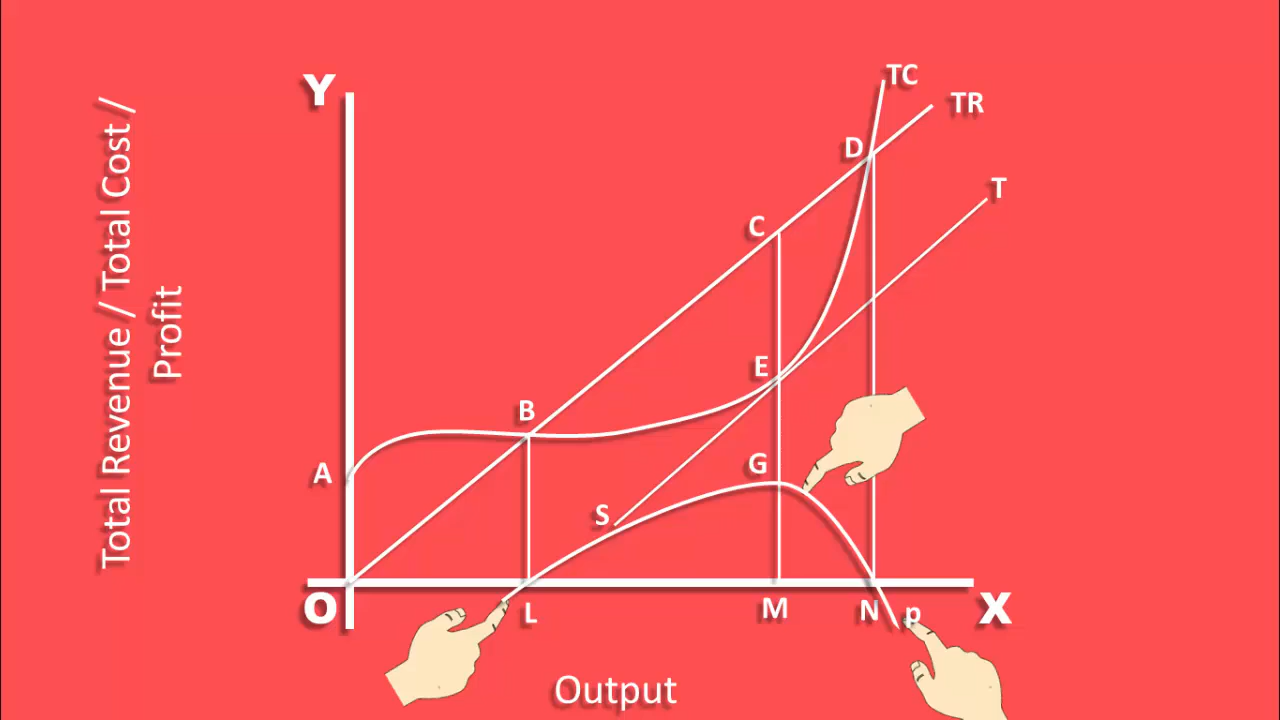 Y
TC
TR
D
T
C
B
E
A
G
S
O
L
M
N
p
X
Total Revenue / Total Cost /
Profit
Output